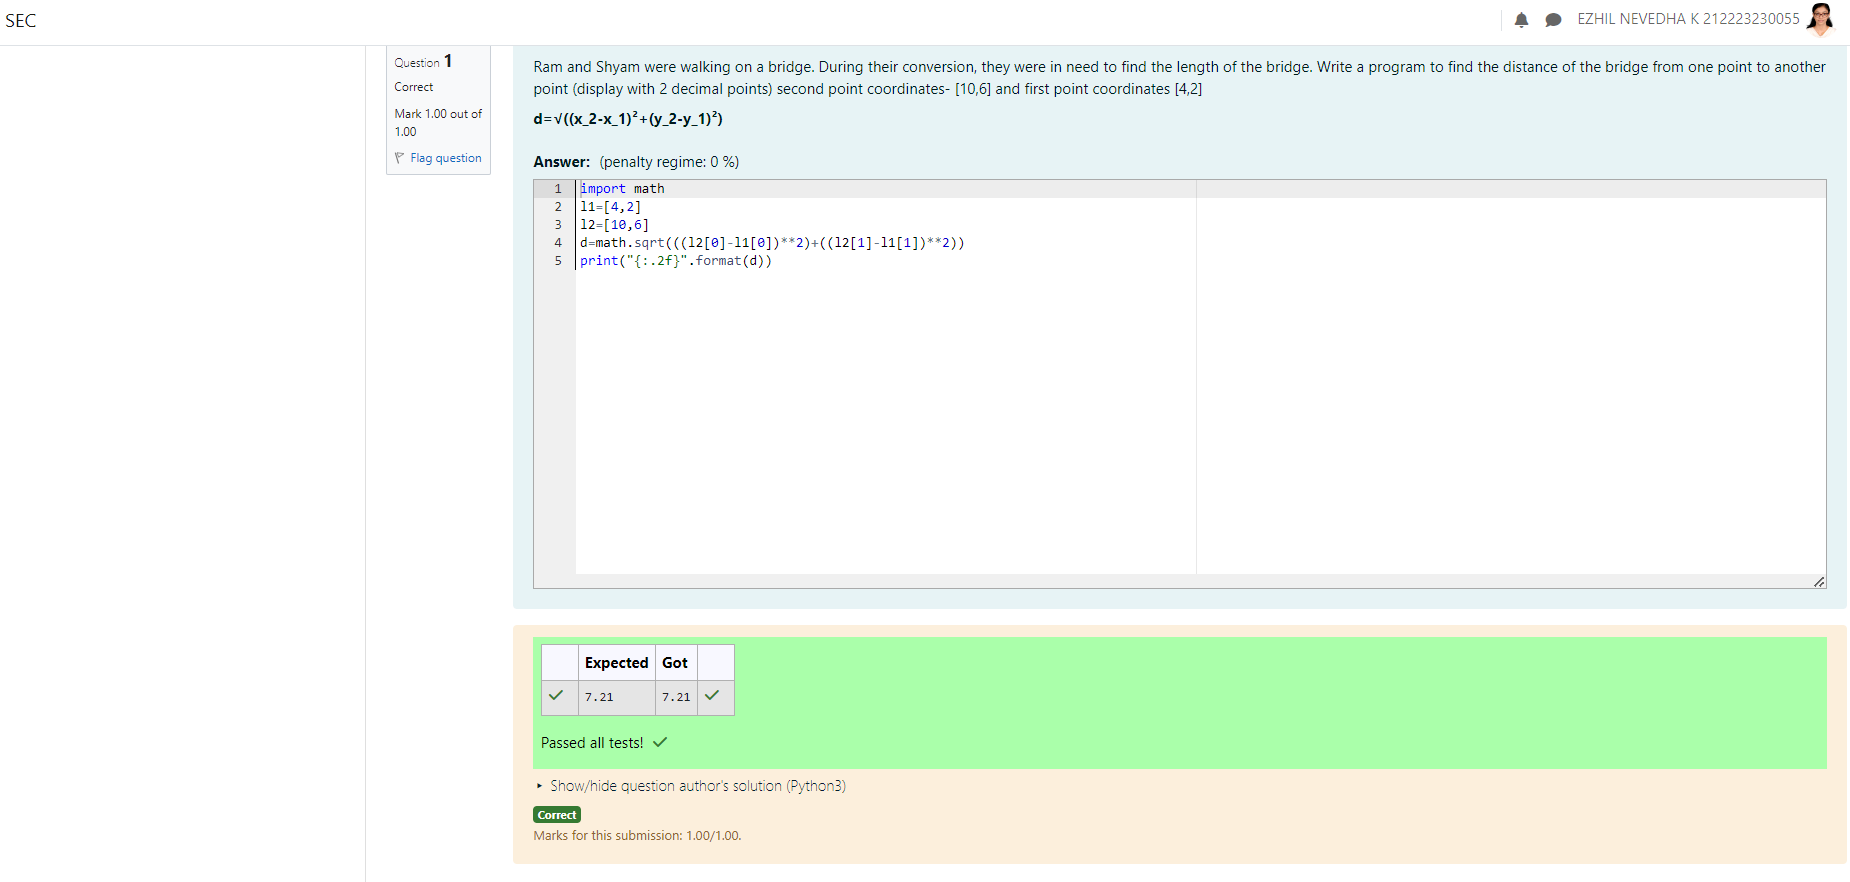 SEC
EZHIL NEVEDHA K 212223230055
Question 1
Correct
Mark 1.00 out of
1.00
Flag question
Ram and Shyam were walking on a bridge. During their conversion, they were in need to find the length of the bridge. Write a program to find the distance of the bridge from one point to another
point (display with 2 decimal points) second point coordinates- [10,6] and first point coordinates [4,2]
d=√((x_2-x_1)²+(y_2-y_1)²)
Answer: (penalty regime: 0 %)
1 import math
2 l1=[4,2]
3 l2=[10,6]
4 d=math.sqrt(((l2[0]-l1[0])**2)+((l2[1]-l1[1])**2))
5 print("{:.2f}".format(d))
Expected Got
7.21 7.21
Passed all tests!
Show/hide question author's solution (Python3)
Correct
Marks for this submission: 1.00/1.00.